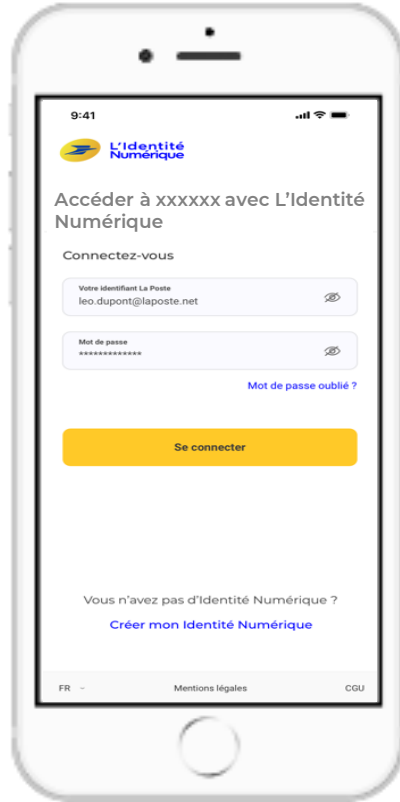 9:41
L'Identité
Numérique
Accéder à xxxxxx avec L'Identité
Numérique
Connectez-vous
Votre identifiant La Poste
leo.dupont@laposte.net
Mot de passe
*************
Mot de passe oublié ?
Se connecter
Vous n'avez pas d'Identité Numérique ?
Créer mon Identité Numérique
FR Mentions légales CGU